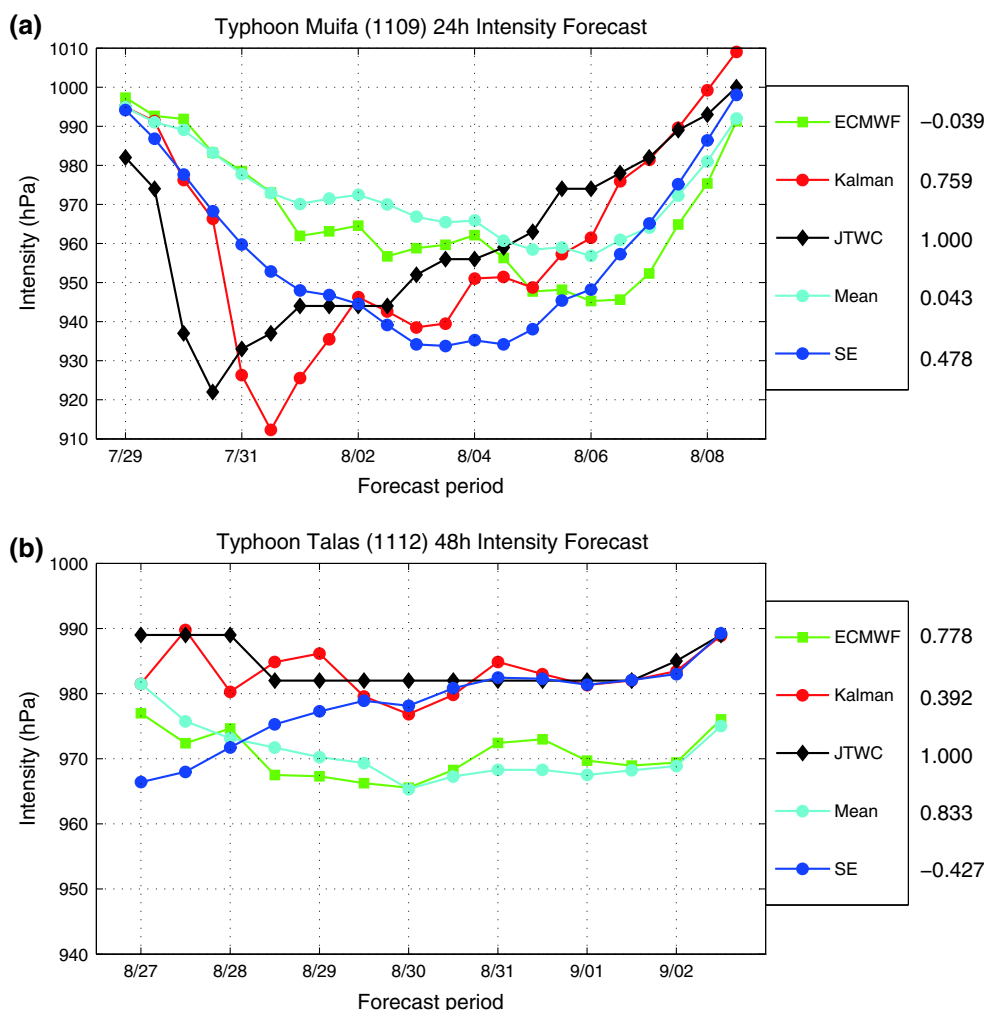 (a)
Typhoon Muifa (1109) 24h Intensity Forecast
Intensity (hPa)
1010
1000
990
980
970
960
950
940
930
920
910
7/29 7/31 8/02 8/04 8/06 8/08
Forecast period
ECMWF −0.039
Kalman 0.759
JTWC 1.000
Mean 0.043
SE 0.478
(b)
Typhoon Talas (1112) 48h Intensity Forecast
Intensity (hPa)
1000
990
980
970
960
950
940
8/27 8/28 8/29 8/30 8/31 9/01 9/02
Forecast period
ECMWF 0.778
Kalman 0.392
JTWC 1.000
Mean 0.833
SE −0.427